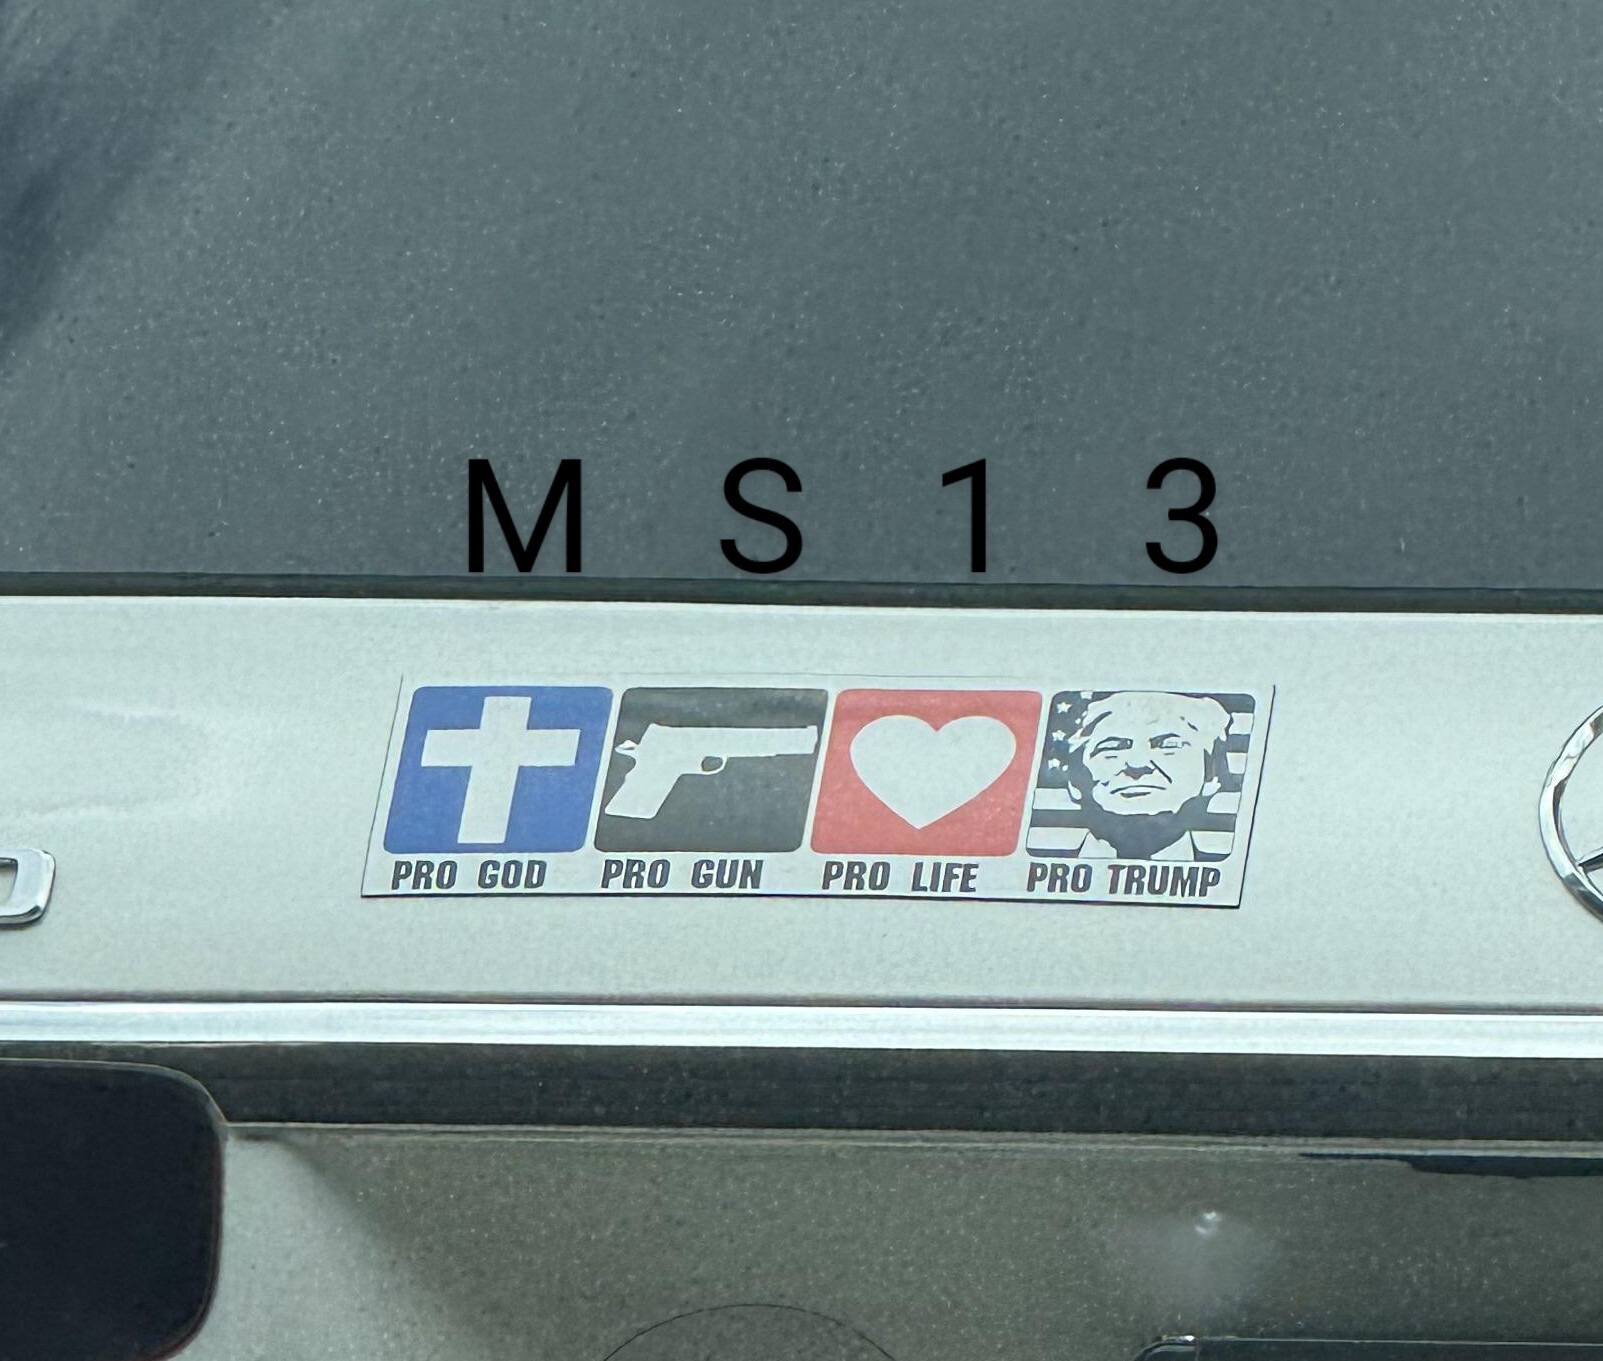 M S 1 3
PRO GOD PRO GUN PRO LIFE PRO TRUMP